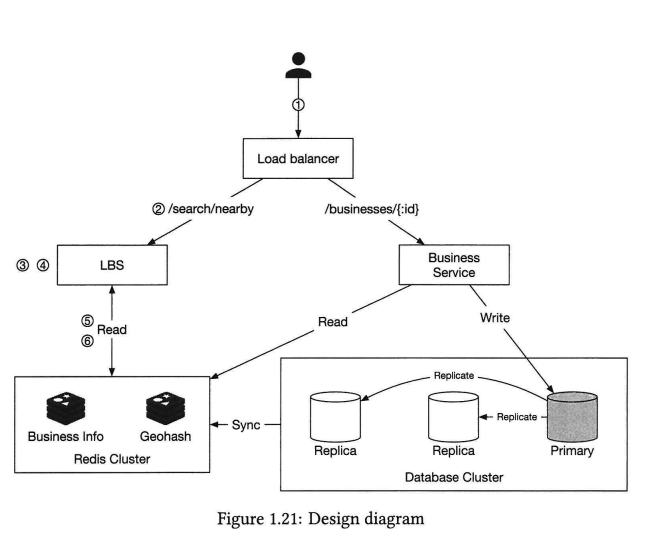 ①
Load balancer
② /search/nearby
/businesses/{:id}
③ ④
LBS
Business
Service
⑤
⑥
Read
Read
Write
Replicate
Replicate
Business Info
Geohash
Redis Cluster
Sync
Replica
Replica
Primary
Database Cluster
Figure 1.21: Design diagram